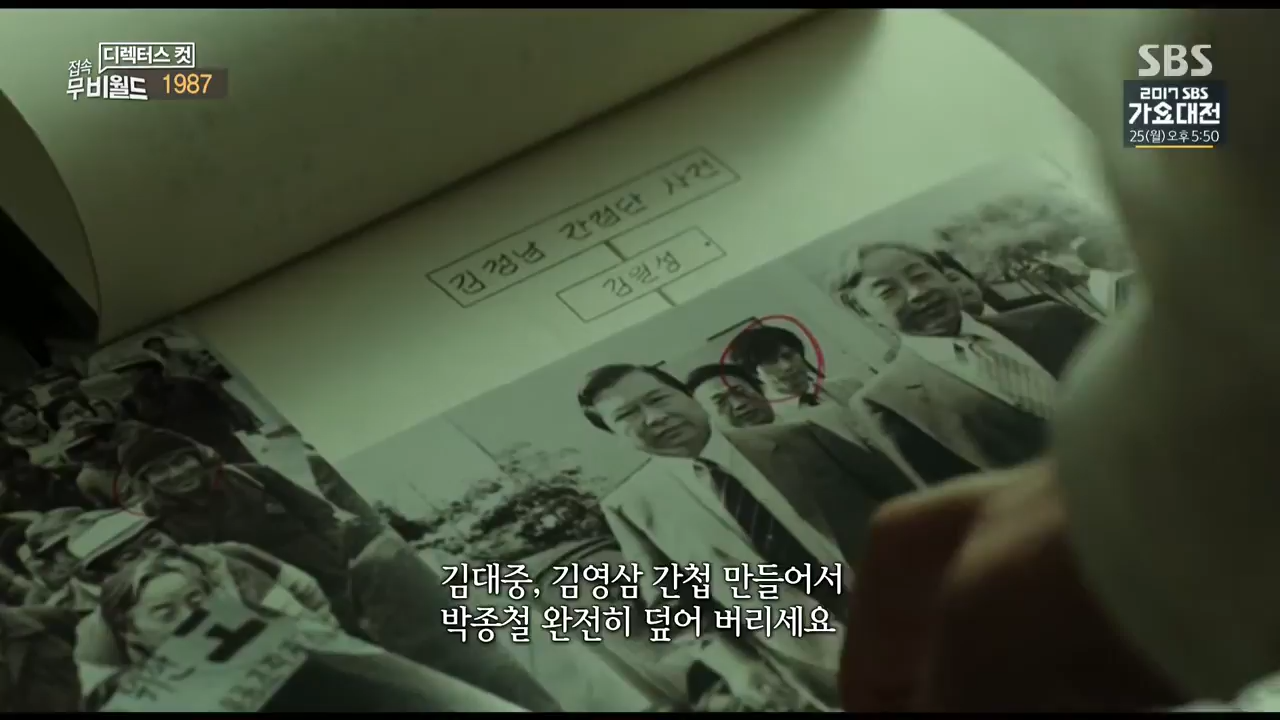 디렉터스 컷
접속
무비월드 1987
SBS
2017 SBS
가요대전
25(월) 오후 5:50
김정남 간첩단 사건
김원성
김대중, 김영삼 간첩 만들어서
박종철 완전히 덮어 버리세요